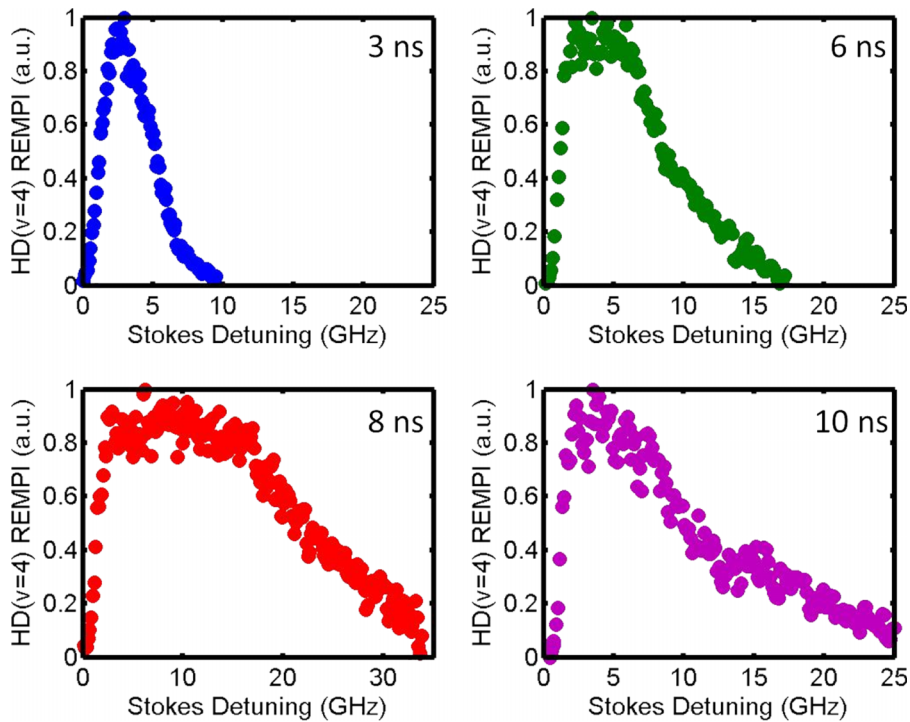 3 ns
HD(v=4) REMPI (a.u.)
1
0.8
0.6
0.4
0.2
0
0 5 10 15 20 25
Stokes Detuning (GHz)
6 ns
HD(v=4) REMPI (a.u.)
1
0.8
0.6
0.4
0.2
0
0 5 10 15 20 25
Stokes Detuning (GHz)
8 ns
HD(v=4) REMPI (a.u.)
1
0.8
0.6
0.4
0.2
0
0 10 20 30
Stokes Detuning (GHz)
10 ns
HD(v=4) REMPI (a.u.)
1
0.8
0.6
0.4
0.2
0
0 5 10 15 20 25
Stokes Detuning (GHz)